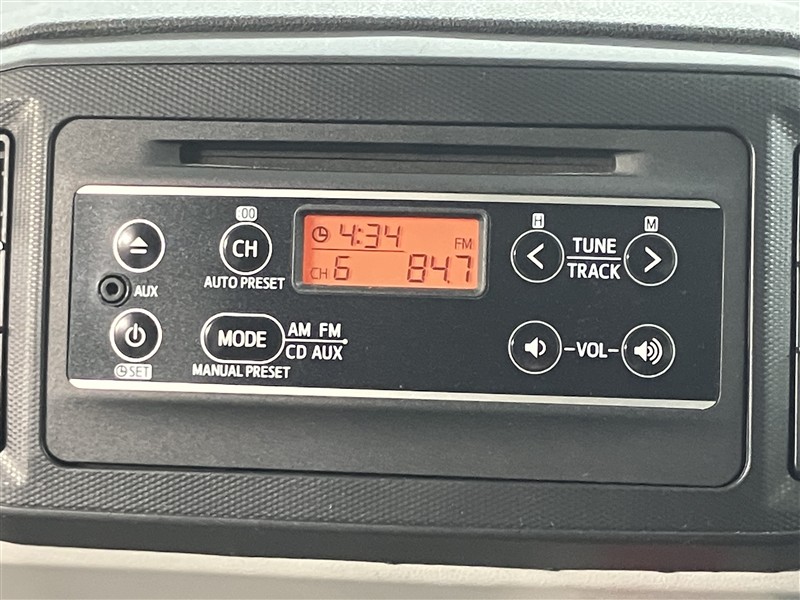 :00
CH
AUTO PRESET
AUX
4:34
FM
CH 6 84.7
H
M
TUNE
TRACK
MODE
AM FM
CD AUX
MANUAL PRESET
SET
VOL